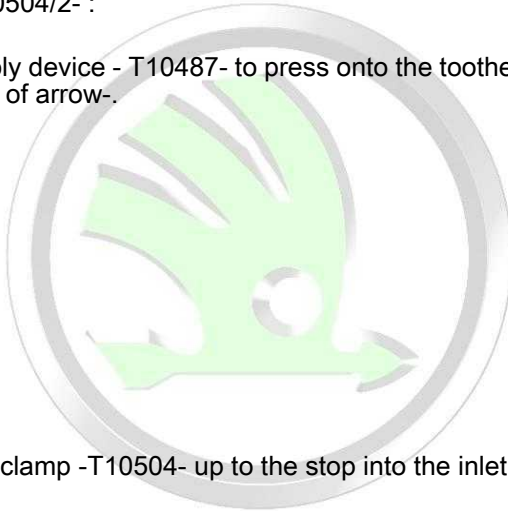 0504/2- :
ly device - T10487- to press onto the toothe
of arrow-.
clamp -T10504- up to the stop into the inlet